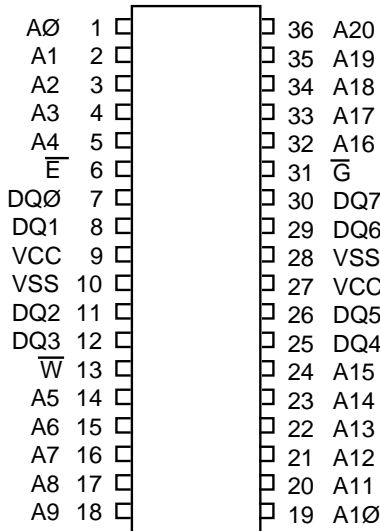 AØ 1 36 A20
A1 2 35 A19
A2 3 34 A18
A3 4 33 A17
A4 5 32 A16
E̅ 6 31 G̅
DQØ 7 30 DQ7
DQ1 8 29 DQ6
VCC 9 28 VSS
VSS 10 27 VCC
DQ2 11 26 DQ5
DQ3 12 25 DQ4
W̅ 13 24 A15
A5 14 23 A14
A6 15 22 A13
A7 16 21 A12
A8 17 20 A11
A9 18 19 A1Ø